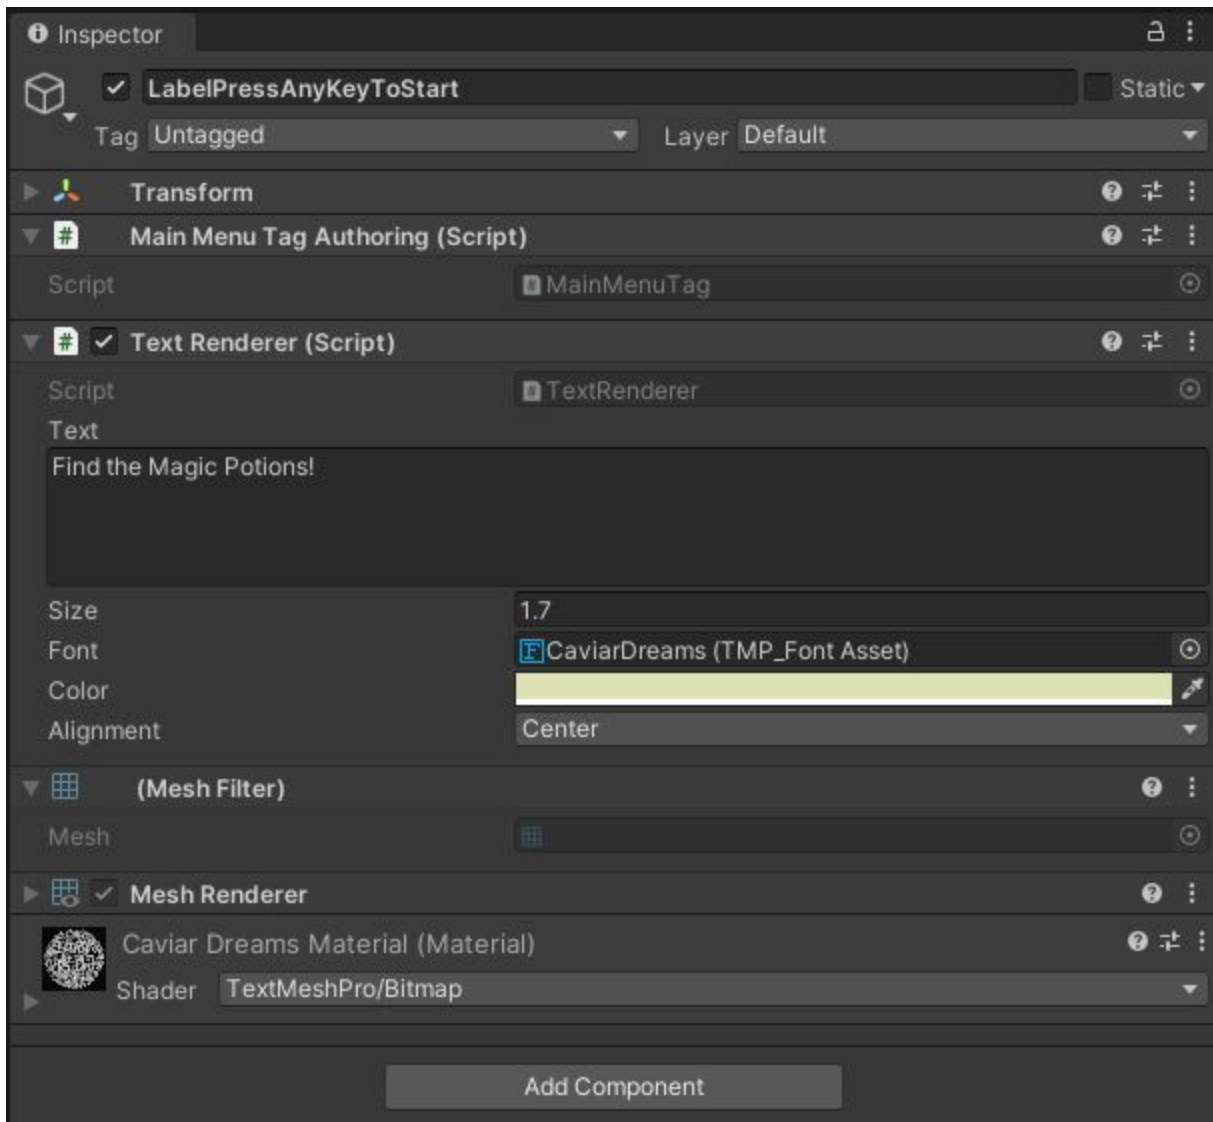 Inspector
LabelPressAnyKeyToStart Static
Tag Untagged Layer Default
Transform
Main Menu Tag Authoring (Script)
Script MainMenuTag
Text Renderer (Script)
Script TextRenderer
Text
Find the Magic Potions!
Size 1.7
Font CaviarDreams (TMP_Font Asset)
Color
Alignment Center
(Mesh Filter)
Mesh
Mesh Renderer
Caviar Dreams Material (Material)
Shader TextMeshPro/Bitmap
Add Component